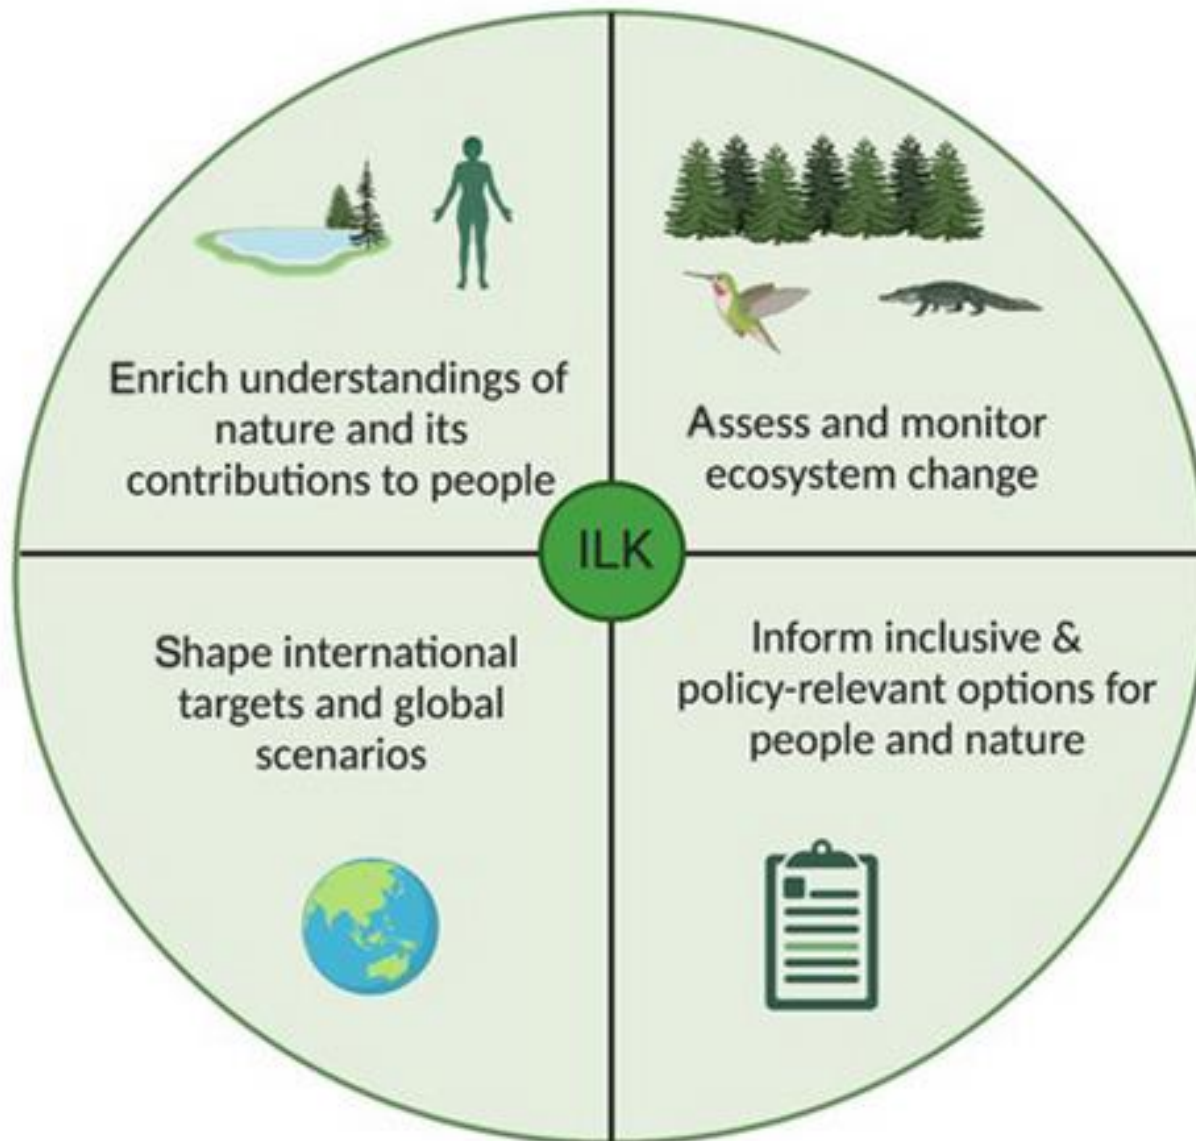 Enrich understandings of
nature and its
contributions to people
Assess and monitor
ecosystem change
ILK
Shape international
targets and global
scenarios
Inform inclusive &
policy-relevant options for
people and nature